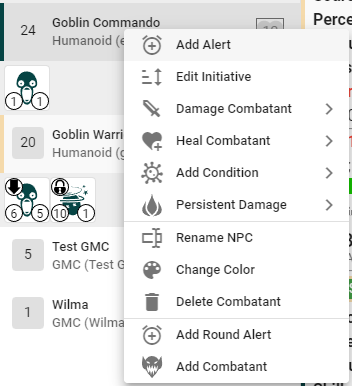 24
Goblin Commando
Humanoid (
1 1
20
Goblin Warri
Humanoid (g
6 5 10 1
5
Test GMC
GMC (Test G
1
Wilma
GMC (Wilma
Add Alert
Edit Initiative
Damage Combatant
Heal Combatant
Add Condition
Persistent Damage
Rename NPC
Change Color
Delete Combatant
Add Round Alert
Add Combatant
Perce